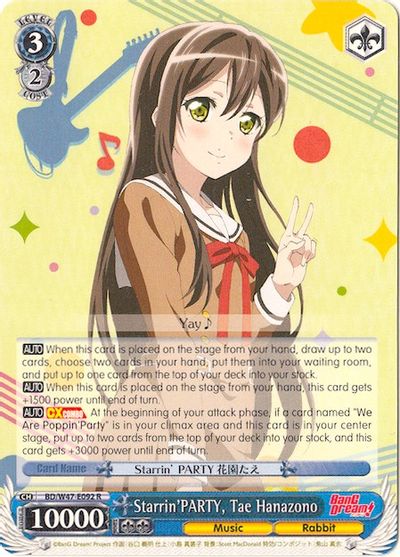 LEVEL
3
2
COST
Yay♪
AUTO When this card is placed on the stage from your hand, draw up to two
cards, choose two cards in your hand, put them into your waiting room,
and put up to one card from the top of your deck into your stock.
AUTO When this card is placed on the stage from your hand, this card gets
+1500 power until end of turn.
AUTO CXCOMBO At the beginning of your attack phase, if a card named "We
Are Poppin'Party" is in your climax area and this card is in your center
stage, put up to two cards from the top of your deck into your stock, and this
card gets +3000 power until end of turn.
Card Name
Starrin' PARTY 花園たえ
CH BD/W47-E092 R
Starrin'PARTY, Tae Hanazono
BanG Dream!
POWER 10000
Music
Rabbit
©BanG Dream! Project